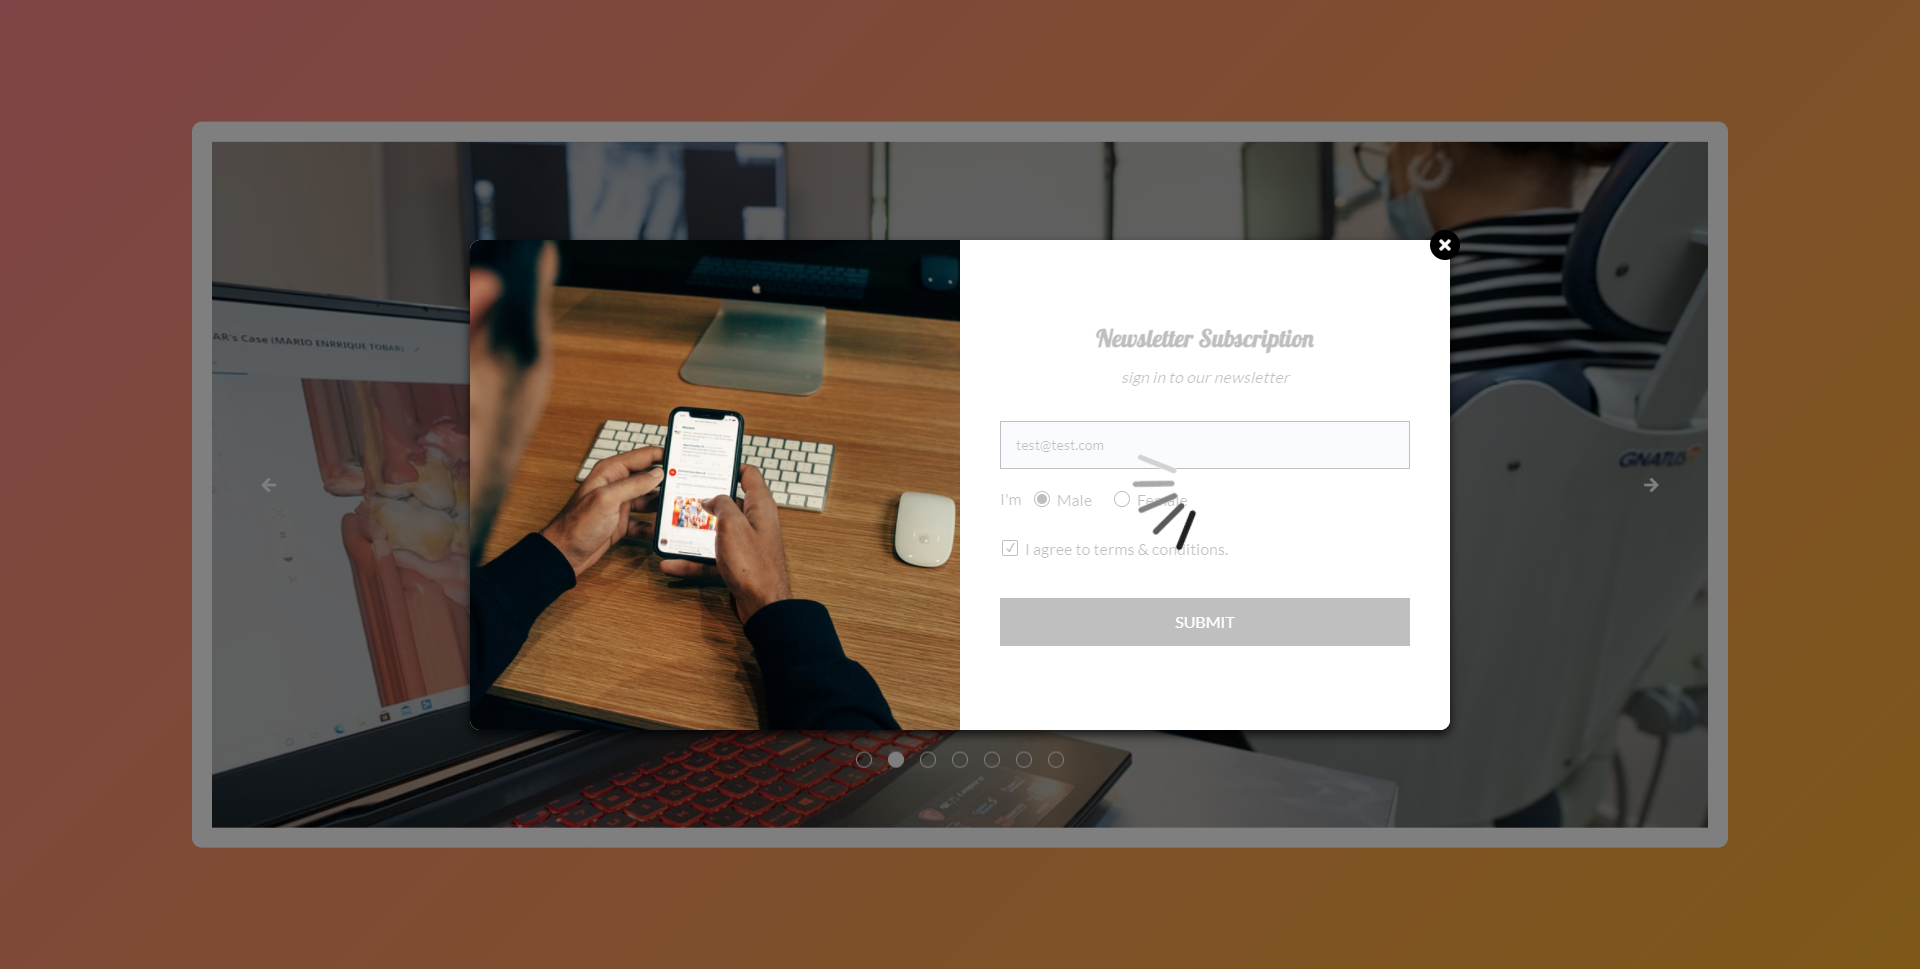 AR's Case (MARIO ENRRIQUE TOBAR)
Newsletter Subscription
sign in to our newsletter
test@test.com
I'm Male Female
I agree to terms & conditions.
SUBMIT
GNATUS